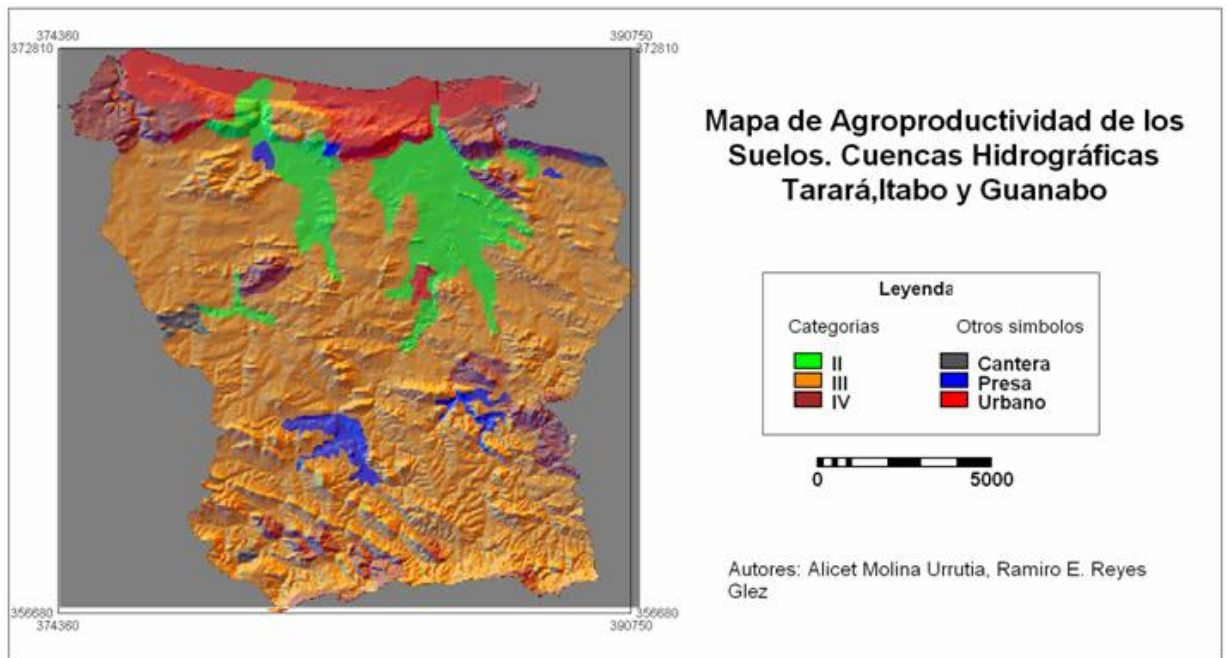 374360
390750
372810
372810
Mapa de Agroproductividad de los
Suelos. Cuencas Hidrográficas
Tarará,Itabo y Guanabo
Leyenda
Categorias
Otros simbolos
II
Cantera
III
Presa
IV
Urbano
0
5000
Autores: Alicet Molina Urrutia, Ramiro E. Reyes
Glez
356680
356680
374360
390750